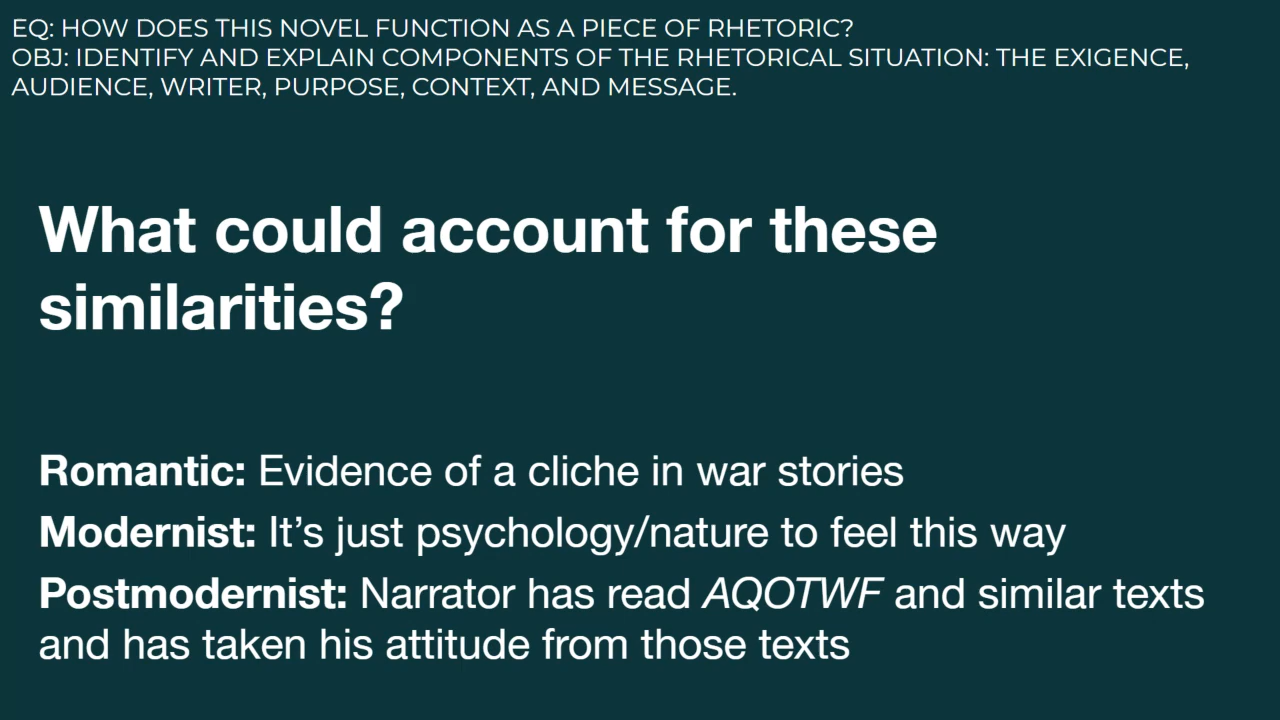 EQ: HOW DOES THIS NOVEL FUNCTION AS A PIECE OF RHETORIC?
OBJ: IDENTIFY AND EXPLAIN COMPONENTS OF THE RHETORICAL SITUATION: THE EXIGENCE,
AUDIENCE, WRITER, PURPOSE, CONTEXT, AND MESSAGE.
What could account for these
similarities?
Romantic: Evidence of a cliche in war stories
Modernist: It’s just psychology/nature to feel this way
Postmodernist: Narrator has read AQOTWF and similar texts
and has taken his attitude from those texts